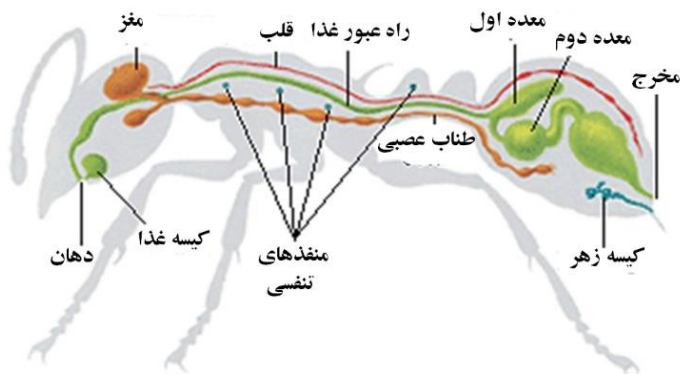 معده اول
معده دوم
مخرج
راه عبور غذا
قلب
مغز
طناب عصبی
کیسه زهر
منفذهای
تنفسی
کیسه غذا
دهان